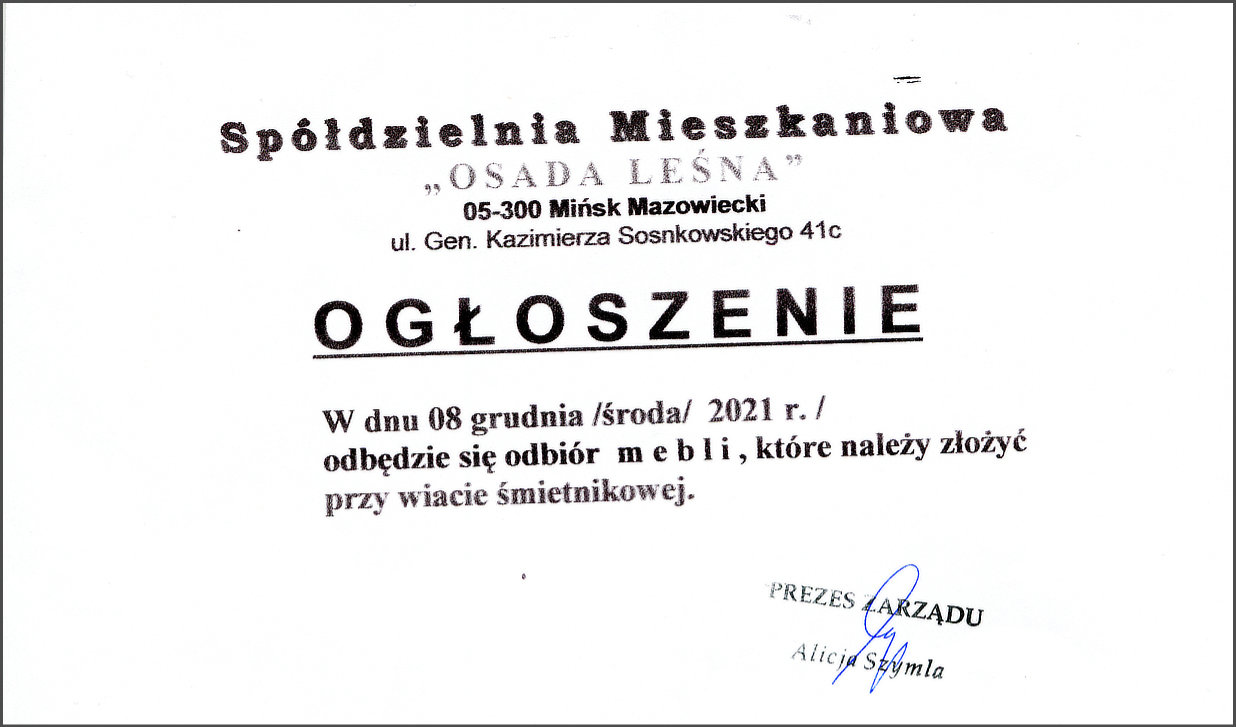 Spółdzielnia Mieszkaniowa
„OSADA LEŚNA”
05-300 Mińsk Mazowiecki
ul. Gen. Kazimierza Sosnkowskiego 41c
OGŁOSZENIE
W dnu 08 grudnia /środa/ 2021 r. /
odbędzie się odbiór m e b l i , które należy złożyć
przy wiacie śmietnikowej.
PREZES ZARZĄDU
Alicja Szymla